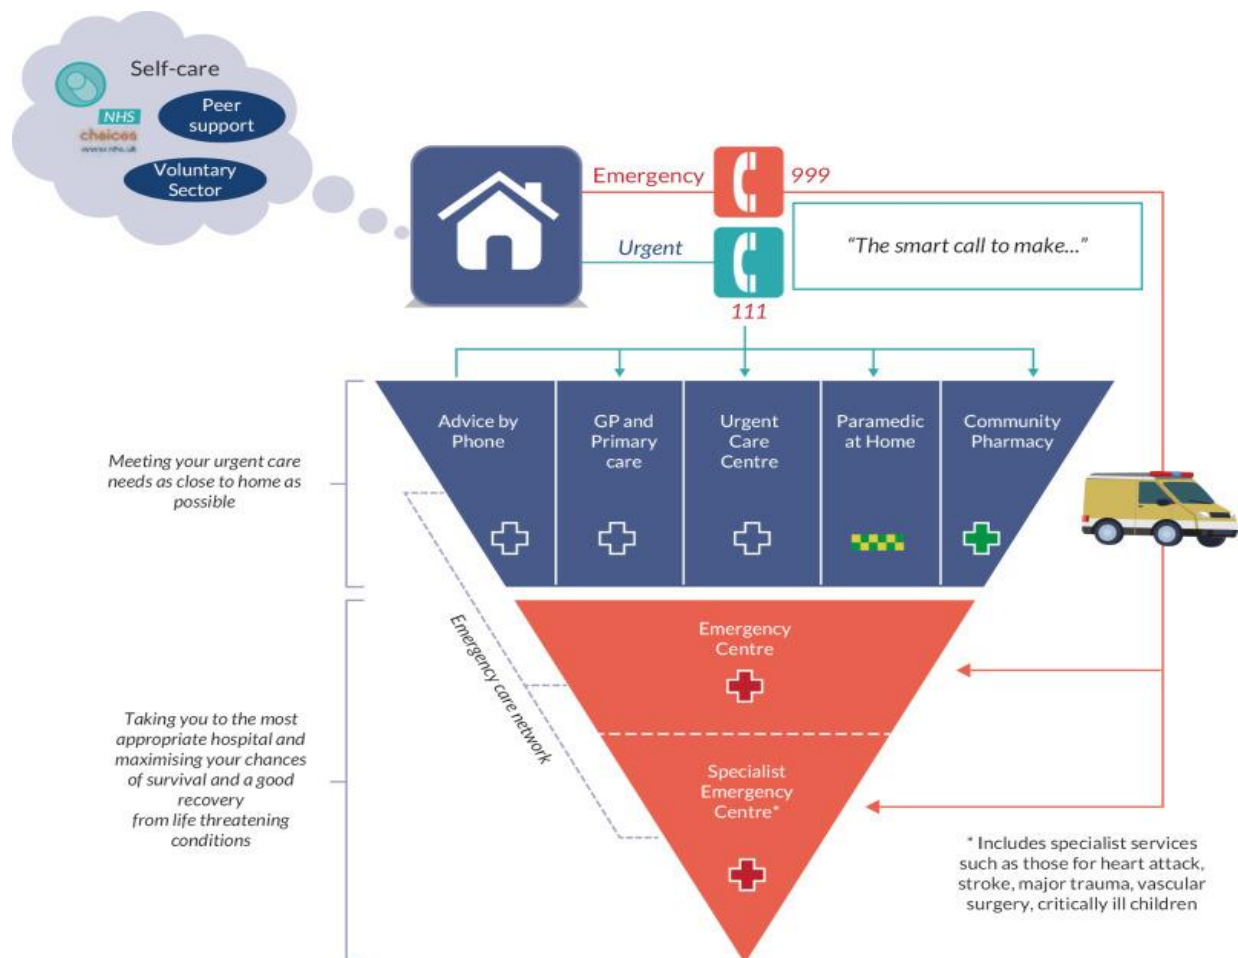 Self-care
NHS
choices
www.nhs.uk
Peer
support
Voluntary
Sector
Emergency
999
Urgent
111
“The smart call to make...”
Meeting your urgent care
needs as close to home as
possible
Advice by
Phone
GP and
Primary
care
Urgent
Care
Centre
Paramedic
at Home
Community
Pharmacy
Emergency care network
Taking you to the most
appropriate hospital and
maximising your chances
of survival and a good
recovery
from life threatening
conditions
Emergency
Centre
Specialist
Emergency
Centre*
* Includes specialist services
such as those for heart attack,
stroke, major trauma, vascular
surgery, critically ill children